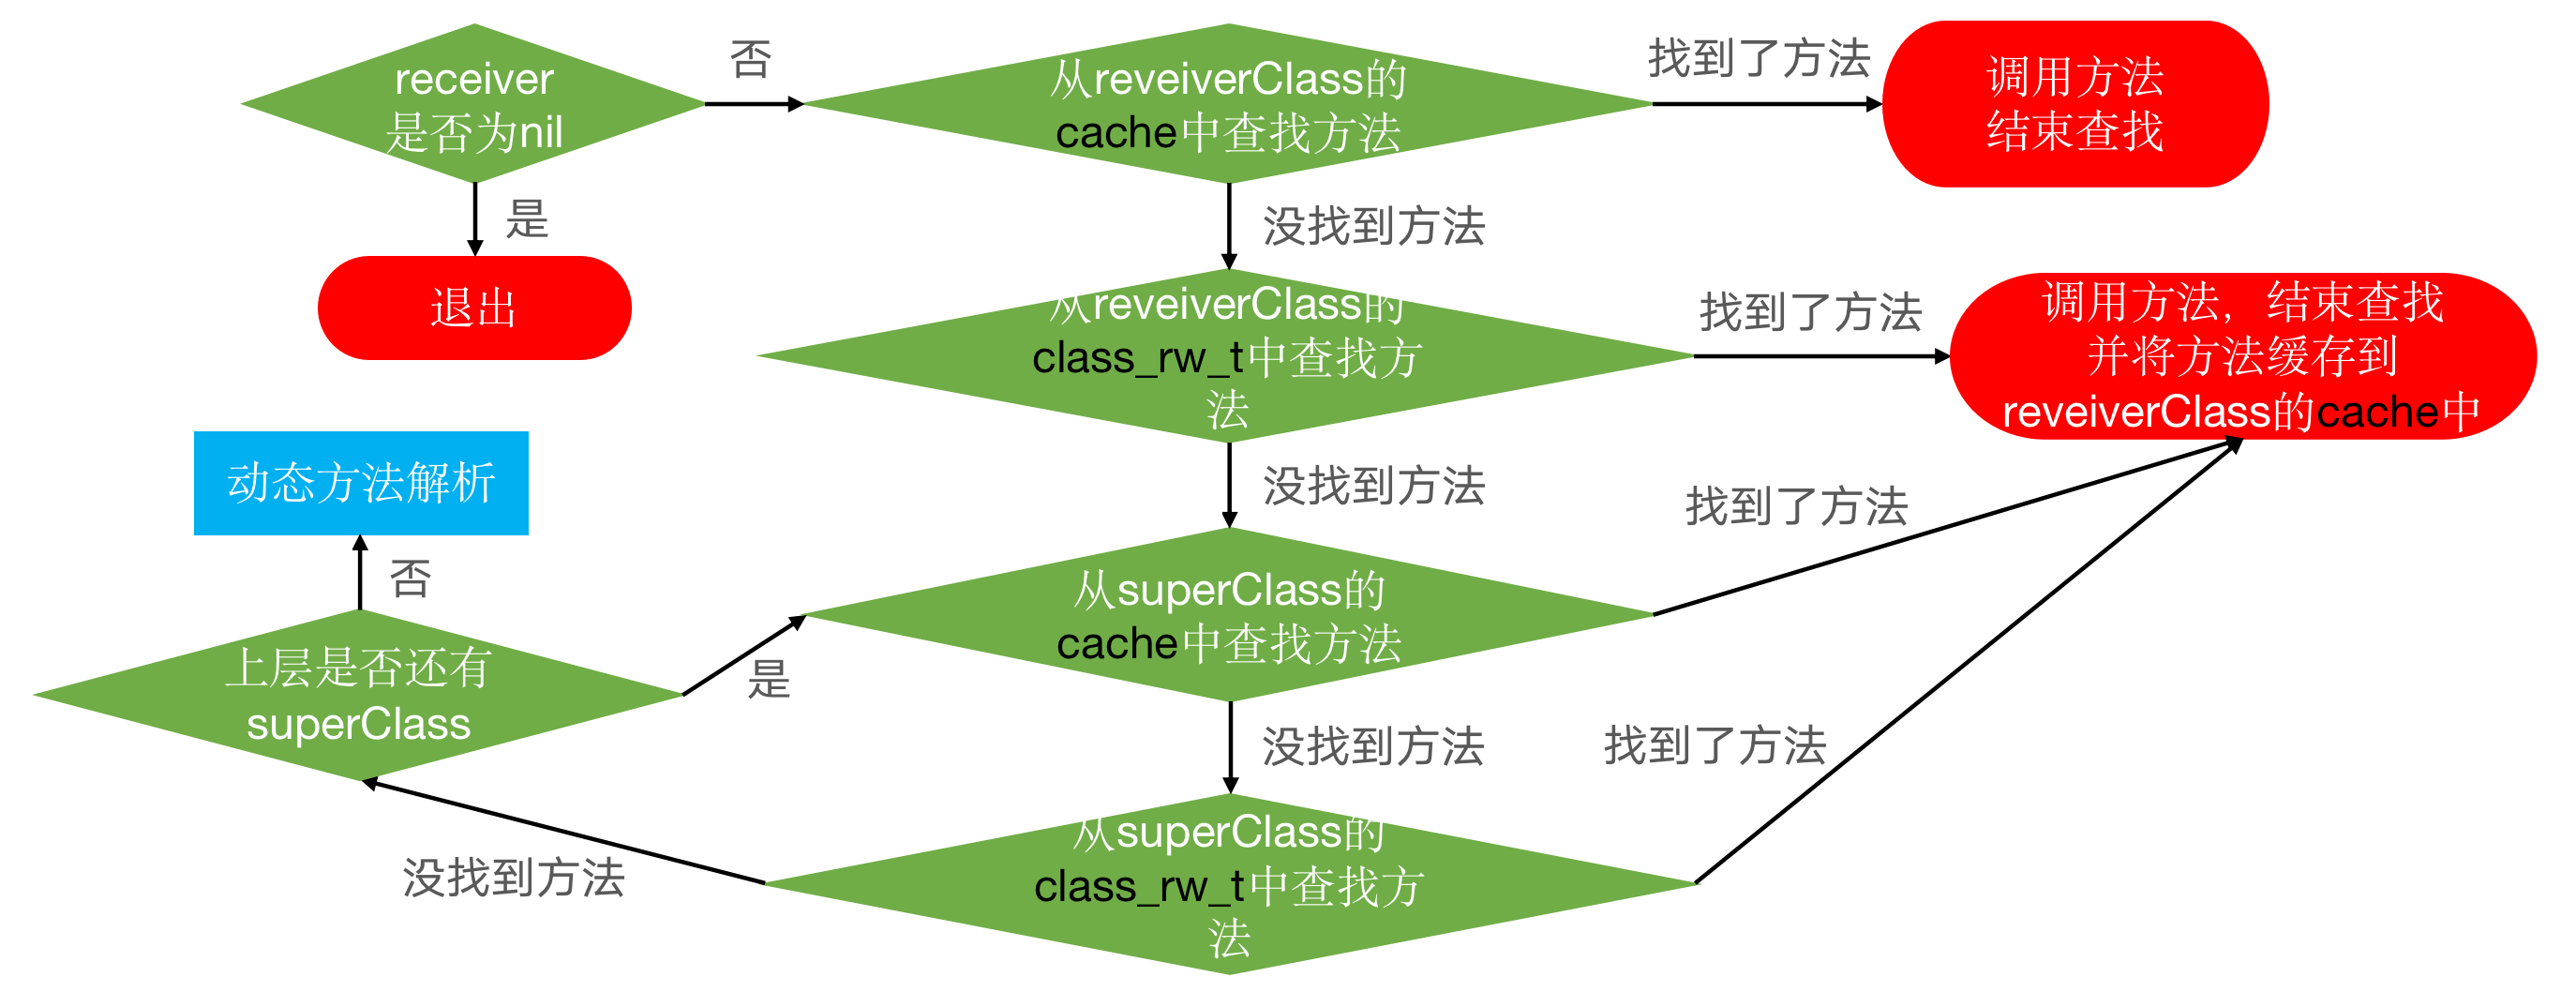 receiver
是否为nil
否
从reveiverClass的
cache中查找方法
找到了方法
调用方法
结束查找
是
退出
没找到方法
从reveiverClass的
class_rw_t中查找方
法
找到了方法
调用方法，结束查找
并将方法缓存到
reveiverClass的cache中
没找到方法
从superClass的
cache中查找方法
找到了方法
没找到方法
从superClass的
class_rw_t中查找方
法
找到了方法
没找到方法
上层是否还有
superClass
是
否
动态方法解析